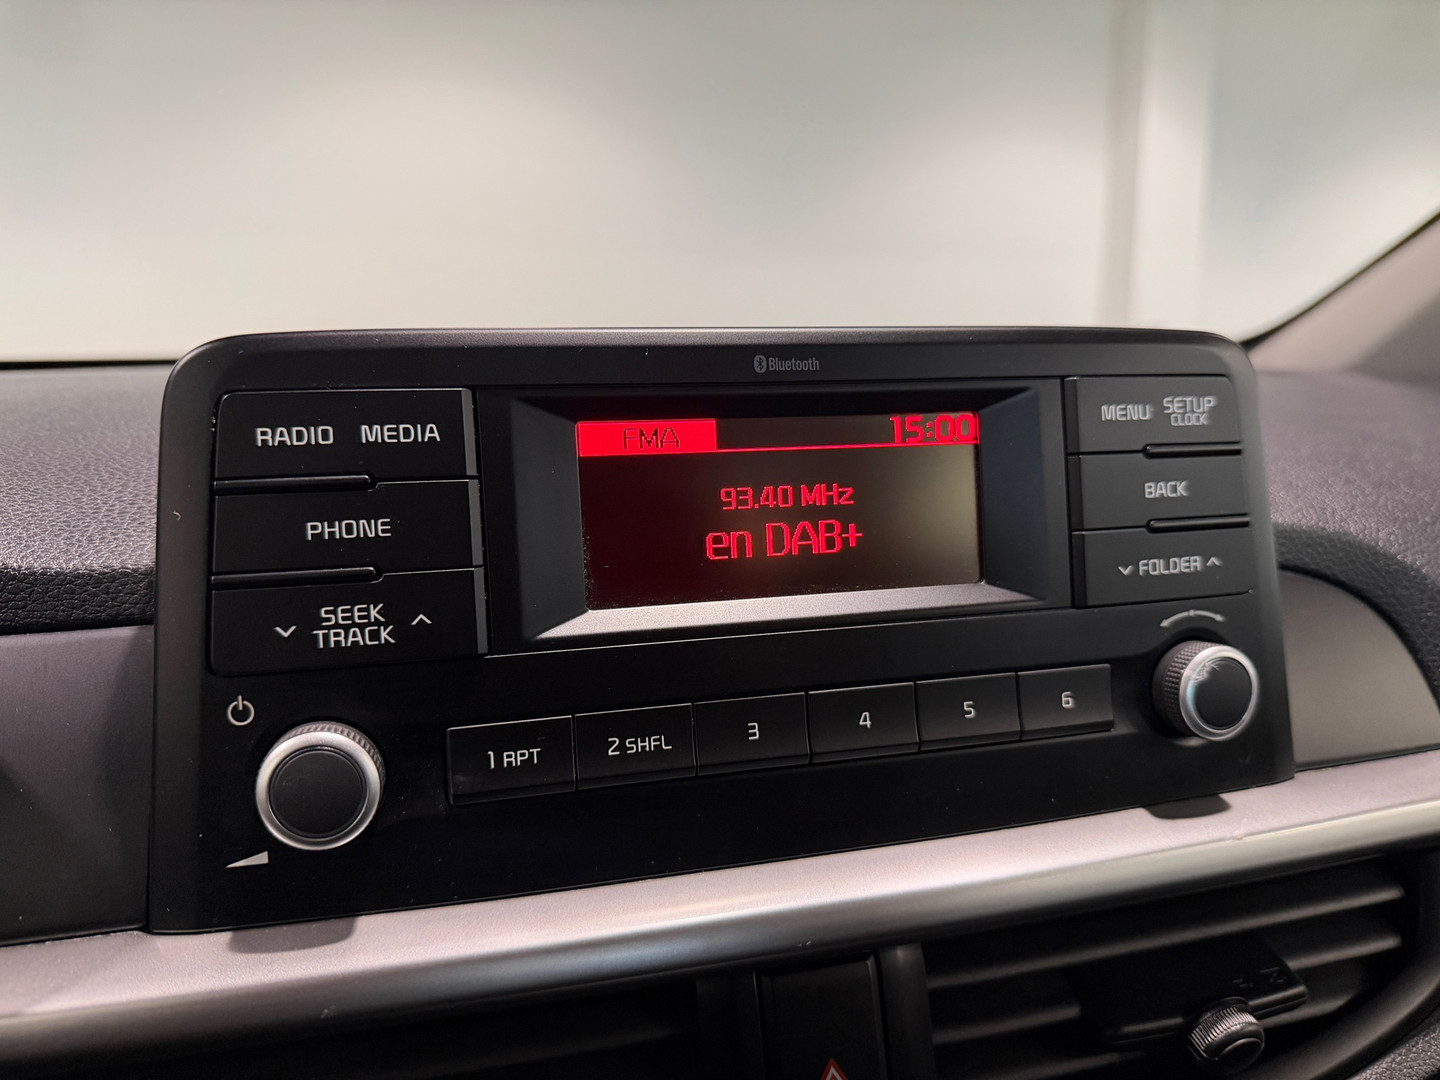 Bluetooth
RADIO MEDIA
PHONE
SEEK
TRACK
FMA 15:00
93.40 MHz
en DAB+
MENU SETUP
CLOCK
BACK
FOLDER
1 RPT 2 SHFL 3 4 5 6